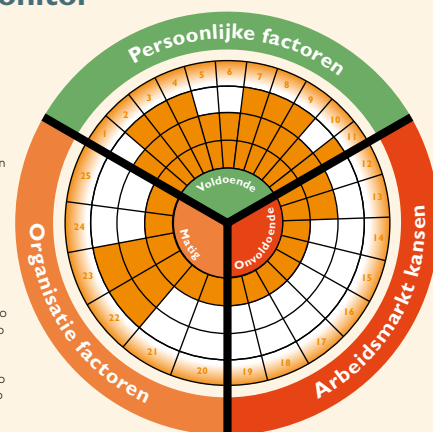 onitor
Persoonlijke factoren
Organisatie factoren
Arbeidsmarkt kansen
Voldoende
Matig
Onvoldoende
1
2
3
4
5
6
7
8
9
10
11
12
13
14
15
16
17
18
19
20
21
22
23
24
25
n
o
o
o
o